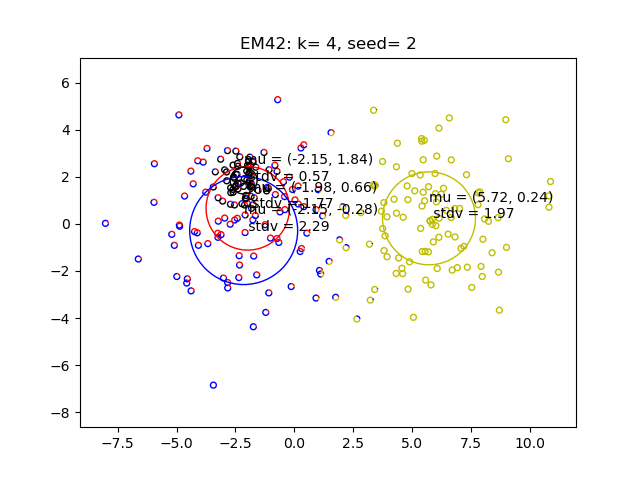 EM42: k= 4, seed= 2
6
4
2
0
−2
−4
−6
−8
mu = (-2.15, 1.84)
stdv = 0.57
mu = (-1.98, 0.66)
stdv = 1.77
mu = (-2.15, -0.28)
stdv = 2.29
mu = (5.72, 0.24)
stdv = 1.97
−7.5 −5.0 −2.5 0.0 2.5 5.0 7.5 10.0